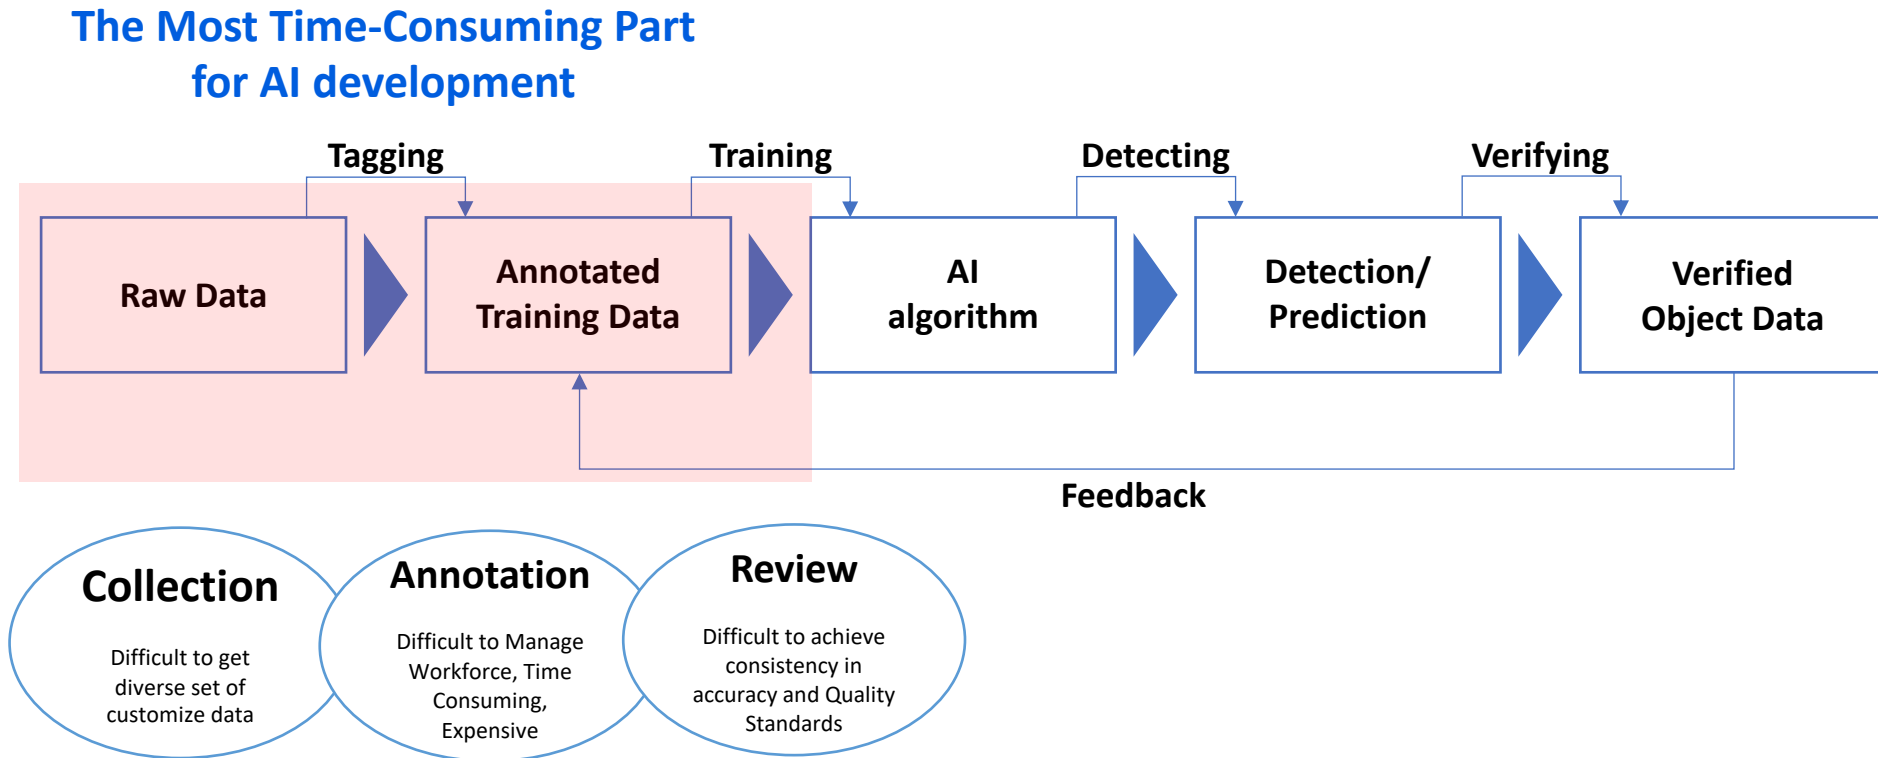 The Most Time-Consuming Part
for AI development
Tagging
Training
Detecting
Verifying
Raw Data
Annotated
Training Data
AI
algorithm
Detection/
Prediction
Verified
Object Data
Feedback
Collection
Difficult to get
diverse set of
customize data
Annotation
Difficult to Manage
Workforce, Time
Consuming,
Expensive
Review
Difficult to achieve
consistency in
accuracy and Quality
Standards